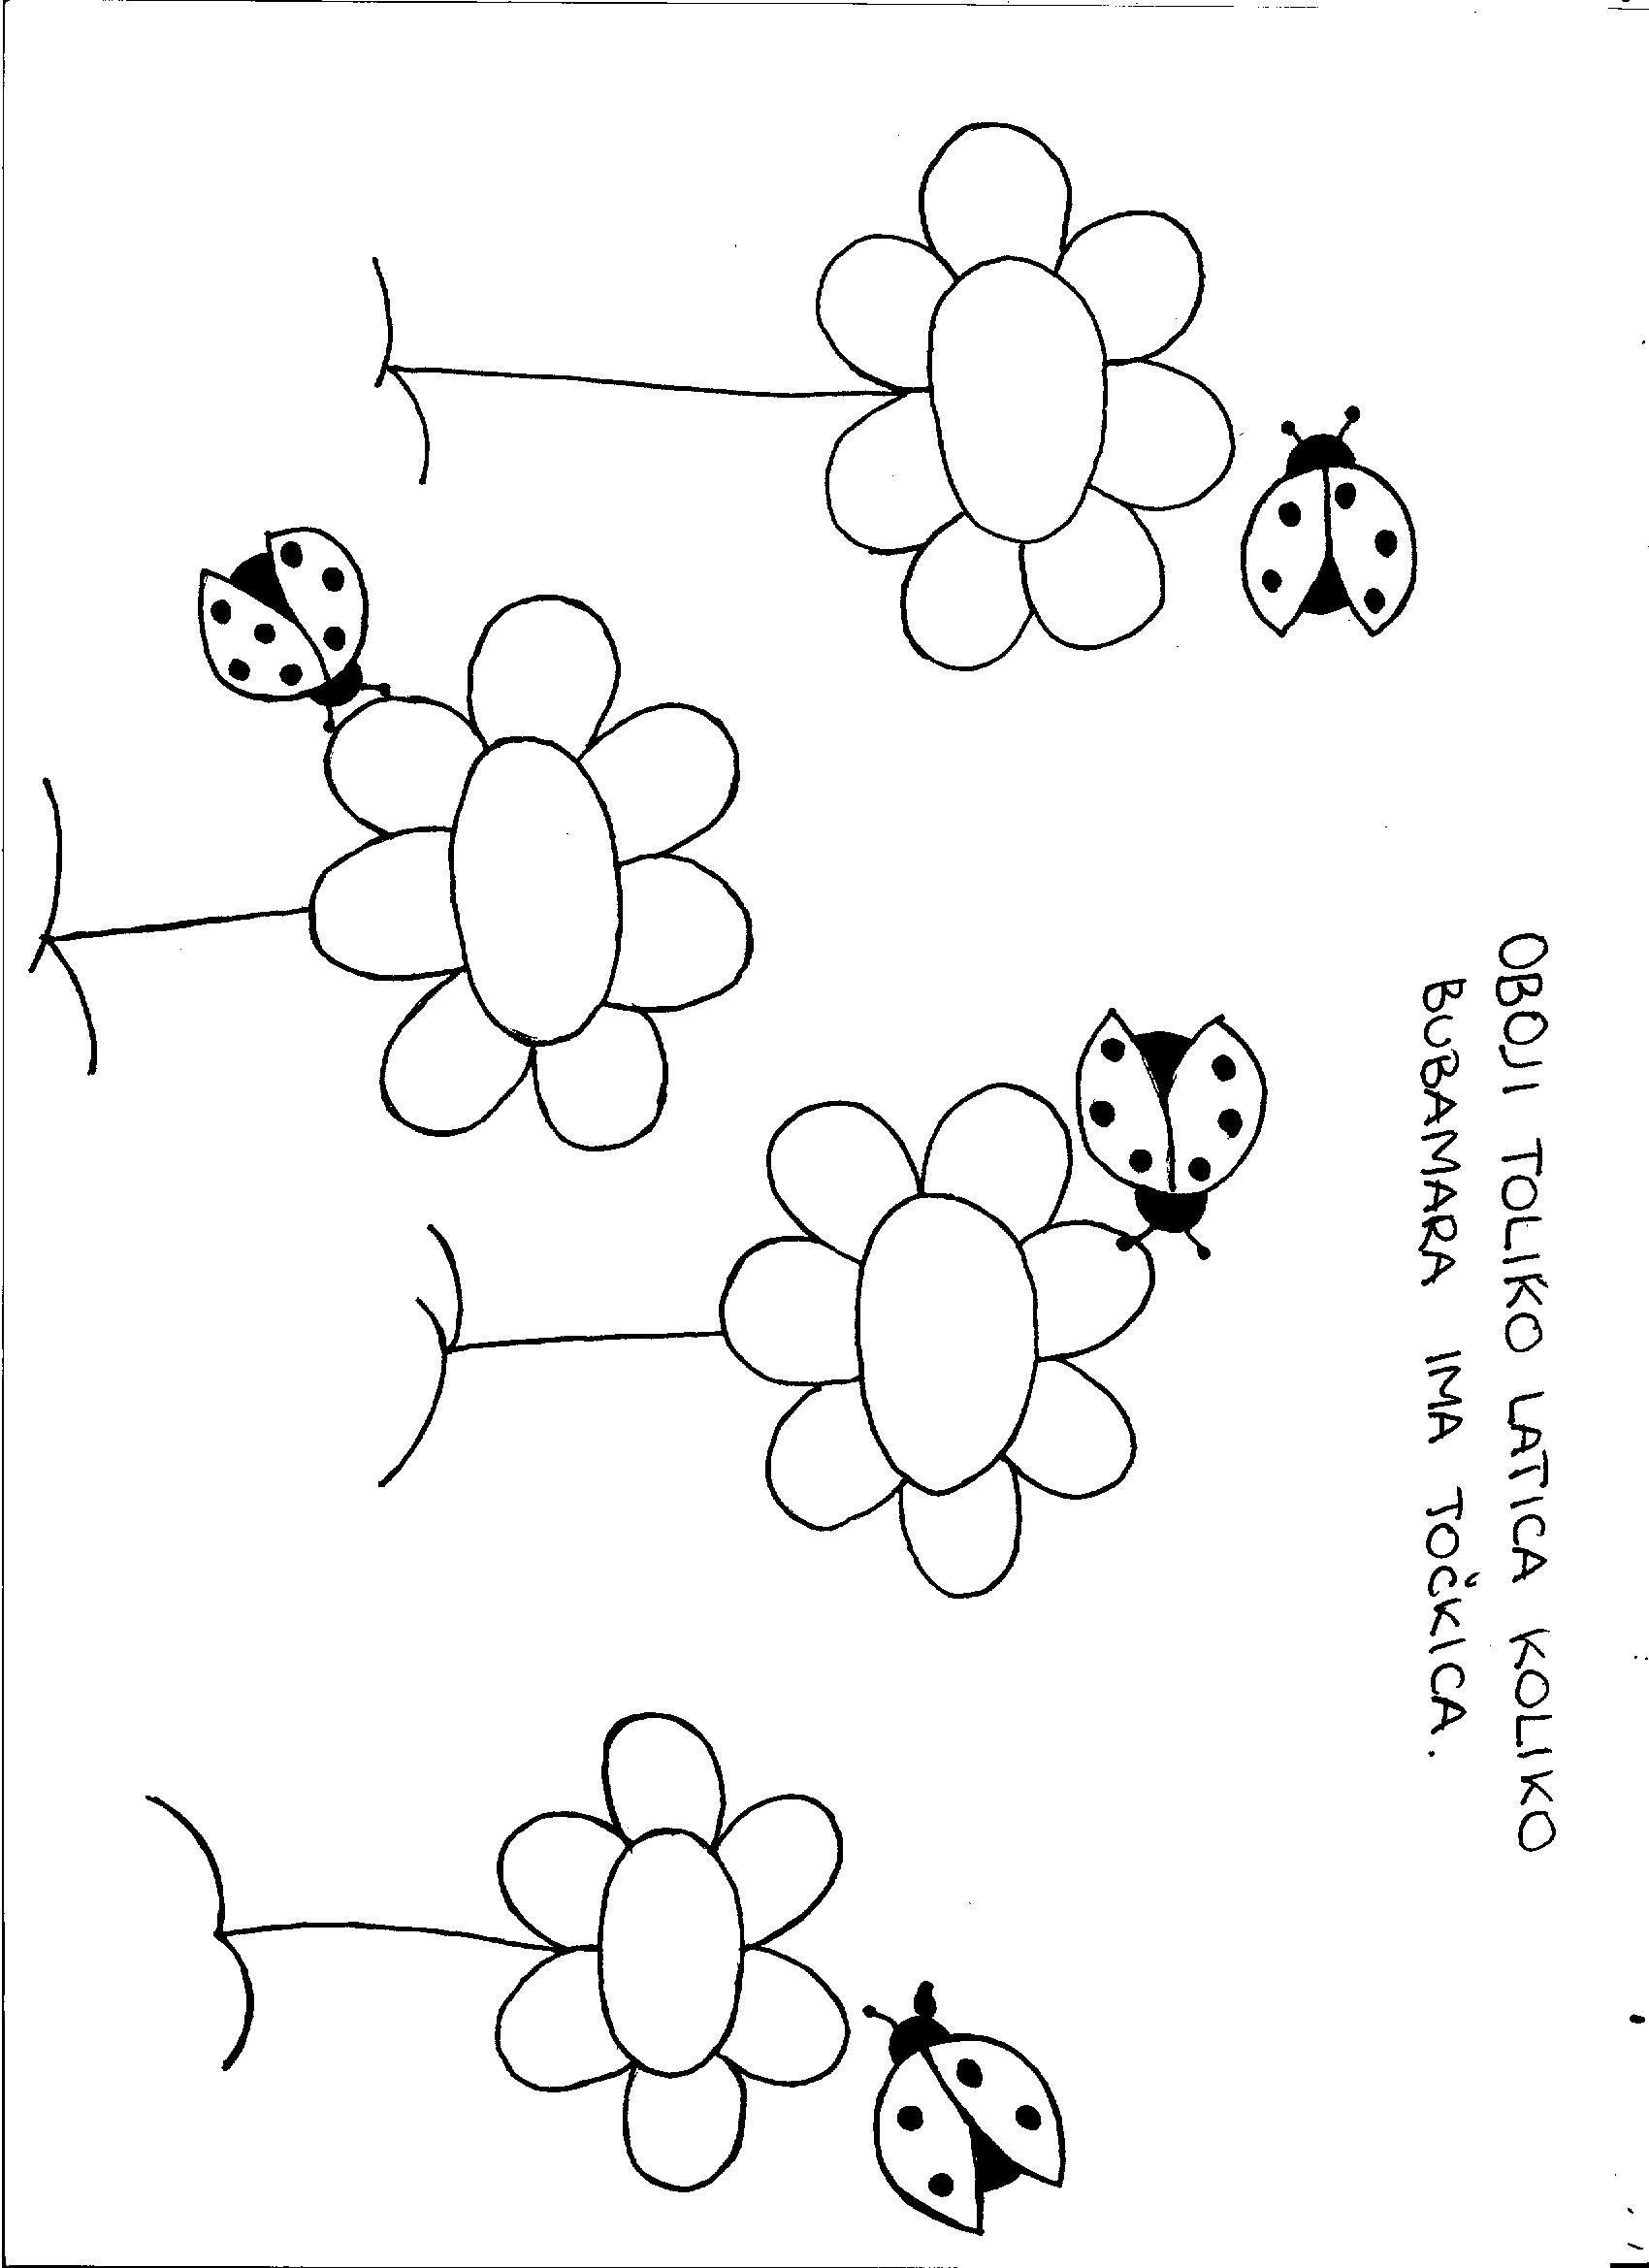 OBOJI TOLIKO LATICA KOLIKO
BUBAMARA IMA TOČKICA.